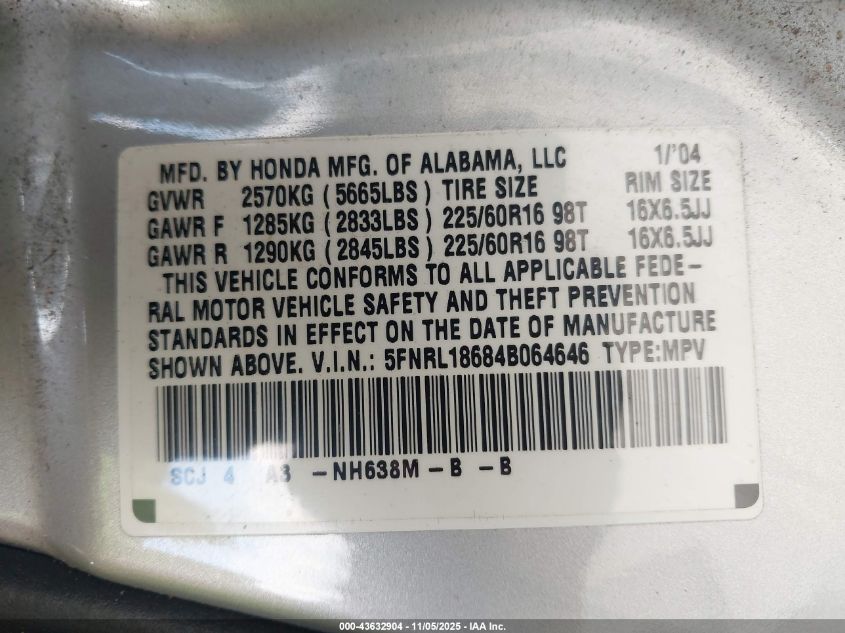 MFD. BY HONDA MFG. OF ALABAMA, LLC 1/'04
GVWR 2570KG (5665LBS) TIRE SIZE RIM SIZE
GAWR F 1285KG (2833LBS) 225/60R16 98T 16X6.5JJ
GAWR R 1290KG (2845LBS) 225/60R16 98T 16X6.5JJ
THIS VEHICLE CONFORMS TO ALL APPLICABLE FEDE-
RAL MOTOR VEHICLE SAFETY AND THEFT PREVENTION
STANDARDS IN EFFECT ON THE DATE OF MANUFACTURE
SHOWN ABOVE. V.I.N.: 5FNRL18684B064646 TYPE:MPV
SCJ 4 A3 -NH638M-B -B
000-43632904 - 11/05/2025 - IAA Inc.